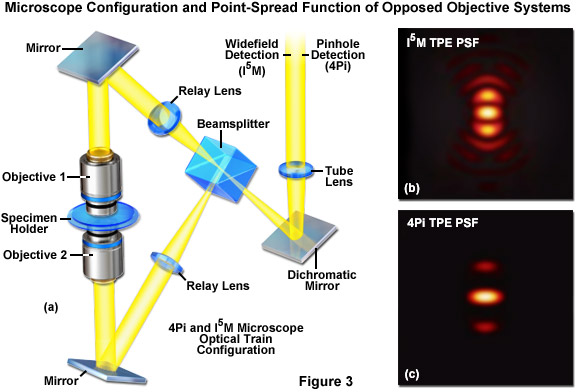 Microscope Configuration and Point-Spread Function of Opposed Objective Systems
Mirror
Widefield
Detection
(I⁵M)
Pinhole
Detection
(4Pi)
Relay Lens
Beamsplitter
Objective 1
Specimen
Holder
Objective 2
Tube
Lens
Dichromatic
Mirror
Relay Lens
(a)
4Pi and I⁵M Microscope
Optical Train
Configuration
Mirror
Figure 3
I⁵M TPE PSF
(b)
4Pi TPE PSF
(c)